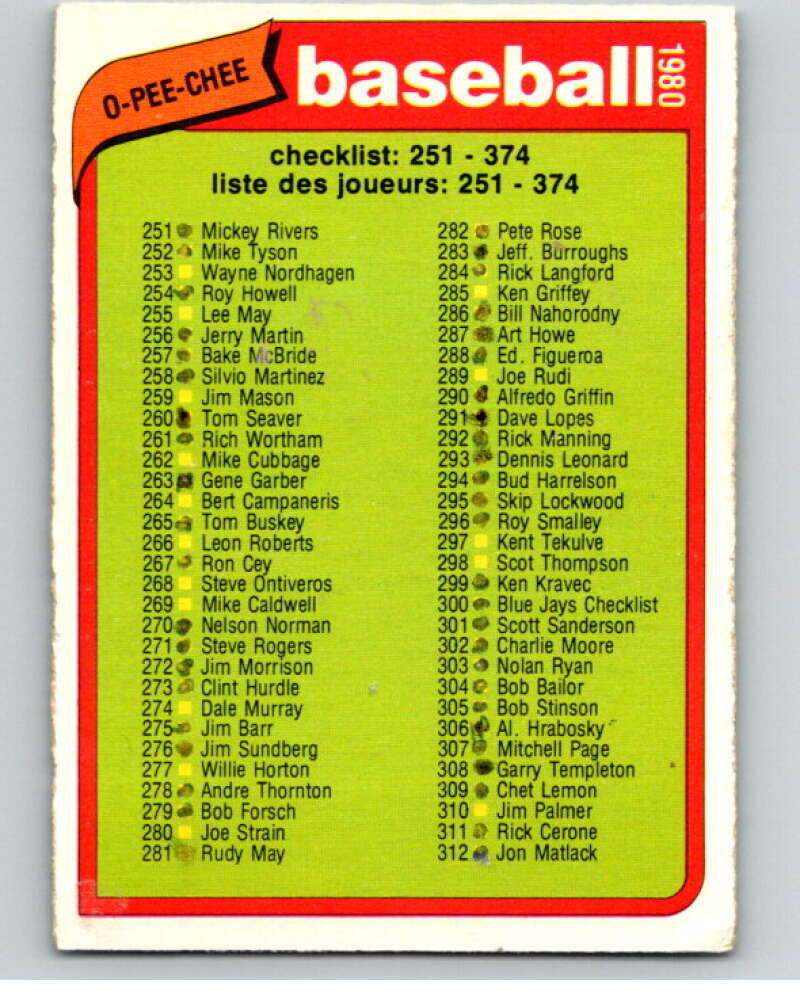 O-PEE-CHEE
baseball
1980
checklist: 251 - 374
liste des joueurs: 251 - 374
251 Mickey Rivers
252 Mike Tyson
253 Wayne Nordhagen
254 Roy Howell
255 Lee May
256 Jerry Martin
257 Bake McBride
258 Silvio Martinez
259 Jim Mason
260 Tom Seaver
261 Rich Wortham
262 Mike Cubbage
263 Gene Garber
264 Bert Campaneris
265 Tom Buskey
266 Leon Roberts
267 Ron Cey
268 Steve Ontiveros
269 Mike Caldwell
270 Nelson Norman
271 Steve Rogers
272 Jim Morrison
273 Clint Hurdle
274 Dale Murray
275 Jim Barr
276 Jim Sundberg
277 Willie Horton
278 Andre Thornton
279 Bob Forsch
280 Joe Strain
281 Rudy May
282 Pete Rose
283 Jeff. Burroughs
284 Rick Langford
285 Ken Griffey
286 Bill Nahorodny
287 Art Howe
288 Ed. Figueroa
289 Joe Rudi
290 Alfredo Griffin
291 Dave Lopes
292 Rick Manning
293 Dennis Leonard
294 Bud Harrelson
295 Skip Lockwood
296 Roy Smalley
297 Kent Tekulve
298 Scot Thompson
299 Ken Kravec
300 Blue Jays Checklist
301 Scott Sanderson
302 Charlie Moore
303 Nolan Ryan
304 Bob Bailor
305 Bob Stinson
306 Al. Hrabosky
307 Mitchell Page
308 Garry Templeton
309 Chet Lemon
310 Jim Palmer
311 Rick Cerone
312 Jon Matlack